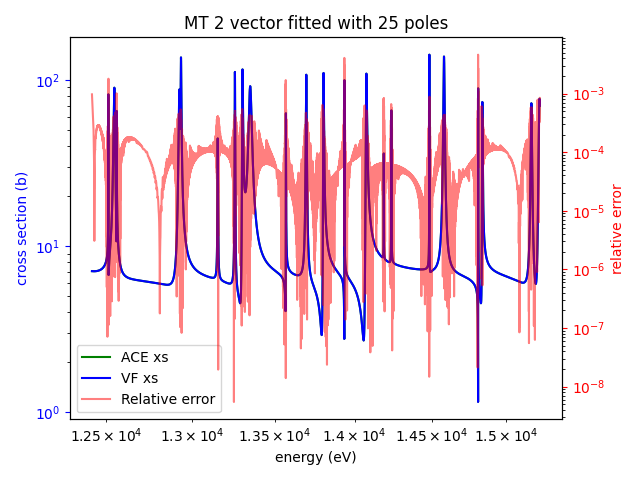 MT 2 vector fitted with 25 poles
cross section (b)
10²
10¹
10⁰
10⁻³
10⁻⁴
10⁻⁵
10⁻⁶
10⁻⁷
10⁻⁸
relative error
ACE xs
VF xs
Relative error
1.25 × 10⁴ 1.3 × 10⁴ 1.35 × 10⁴ 1.4 × 10⁴ 1.45 × 10⁴ 1.5 × 10⁴
energy (eV)